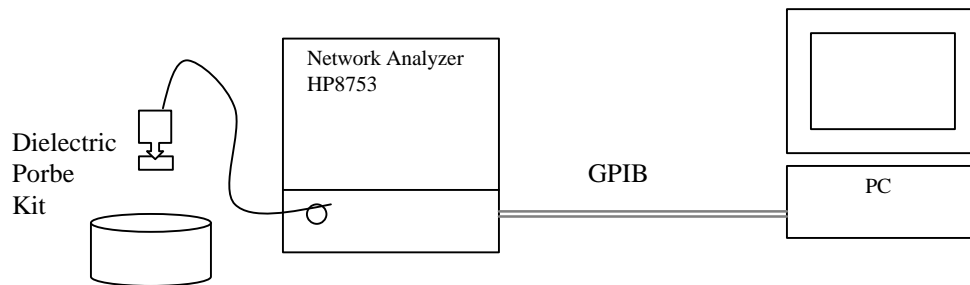 Network Analyzer
HP8753
Dielectric
Porbe
Kit
GPIB
PC